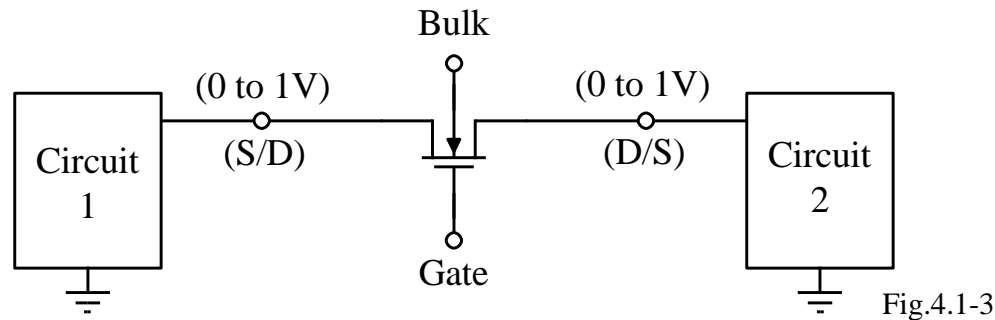 Bulk
(0 to 1V)
(0 to 1V)
(S/D)
(D/S)
Circuit
1
Circuit
2
Gate
Fig.4.1-3